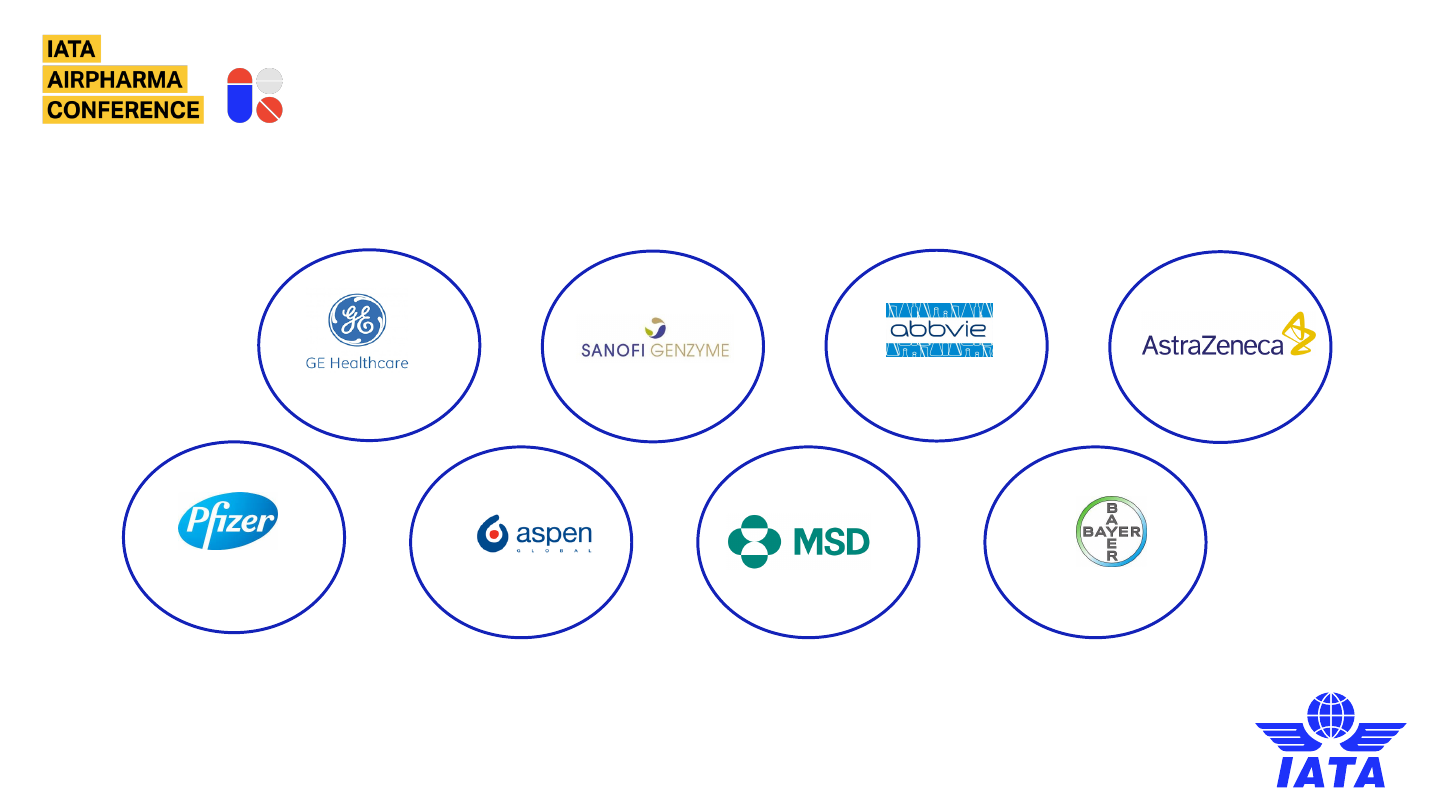 IATA
AIRPHARMA
CONFERENCE
GE
GE Healthcare
SANOFI GENZYME
abbvie
AstraZeneca
Pfizer
aspen
GLOBAL
MSD
BAYER
BAYER
IATA